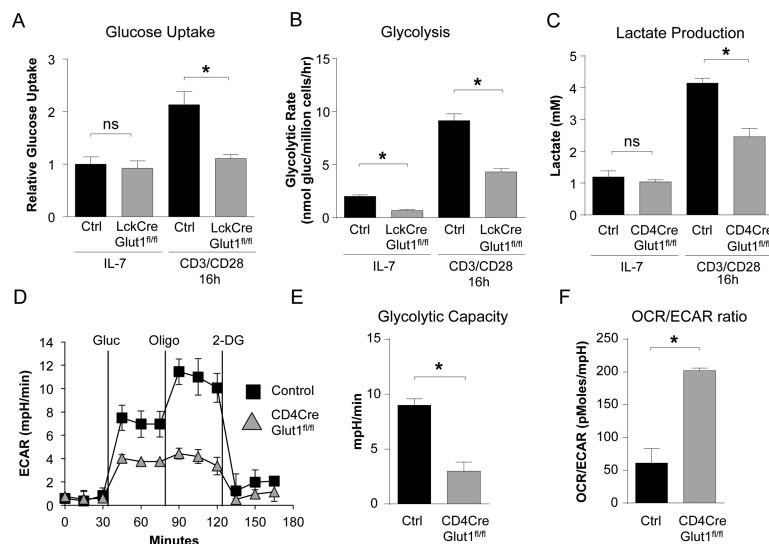 A
Glucose Uptake
Relative Glucose Uptake
3
2
1
0
ns
*
Ctrl
LckCre
Glut1fl/fl
Ctrl
LckCre
Glut1fl/fl
IL-7
CD3/CD28
16h
B
Glycolysis
Glycolytic Rate
(nmol gluc/million cells/hr)
15
10
5
0
*
*
Ctrl
LckCre
Glut1fl/fl
Ctrl
LckCre
Glut1fl/fl
IL-7
CD3/CD28
16h
C
Lactate Production
Lactate (mM)
5
4
3
2
1
0
ns
*
Ctrl
CD4Cre
Glut1fl/fl
Ctrl
CD4Cre
Glut1fl/fl
IL-7
CD3/CD28
16h
D
Gluc
Oligo
2-DG
ECAR (mpH/min)
14
12
10
8
6
4
2
0
0
30
60
90
120
150
180
Minutes
Control
CD4Cre
Glut1fl/fl
E
Glycolytic Capacity
mpH/min
15
10
5
0
*
Ctrl
CD4Cre
Glut1fl/fl
F
OCR/ECAR ratio
OCR/ECAR (pMoles/mpH)
250
200
150
100
50
0
*
Ctrl
CD4Cre
Glut1fl/fl